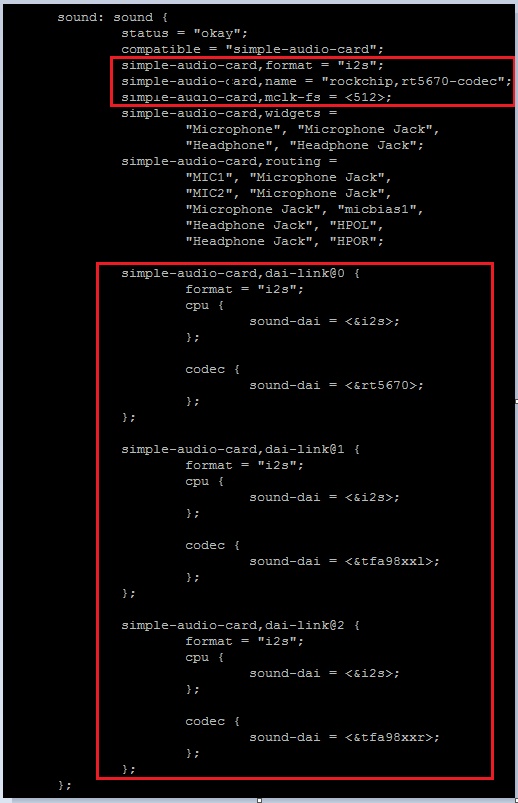 sound: sound {
status = "okay";
compatible = "simple-audio-card";
simple-audio-card,format = "i2s";
simple-audio-card,name = "rockchip,rt5670-codec";
simple-audio-card,mclk-fs = <512>;
simple-audio-card,widgets =
"Microphone", "Microphone Jack",
"Headphone", "Headphone Jack";
simple-audio-card,routing =
"MIC1", "Microphone Jack",
"MIC2", "Microphone Jack",
"Microphone Jack", "micbias1",
"Headphone Jack", "HPOL",
"Headphone Jack", "HPOR";
simple-audio-card,dai-link@0 {
format = "i2s";
cpu {
sound-dai = <&i2s>;
};
codec {
sound-dai = <&rt5670>;
};
};
simple-audio-card,dai-link@1 {
format = "i2s";
cpu {
sound-dai = <&i2s>;
};
codec {
sound-dai = <&tfa98xxl>;
};
};
simple-audio-card,dai-link@2 {
format = "i2s";
cpu {
sound-dai = <&i2s>;
};
codec {
sound-dai = <&tfa98xxr>;
};
};
};